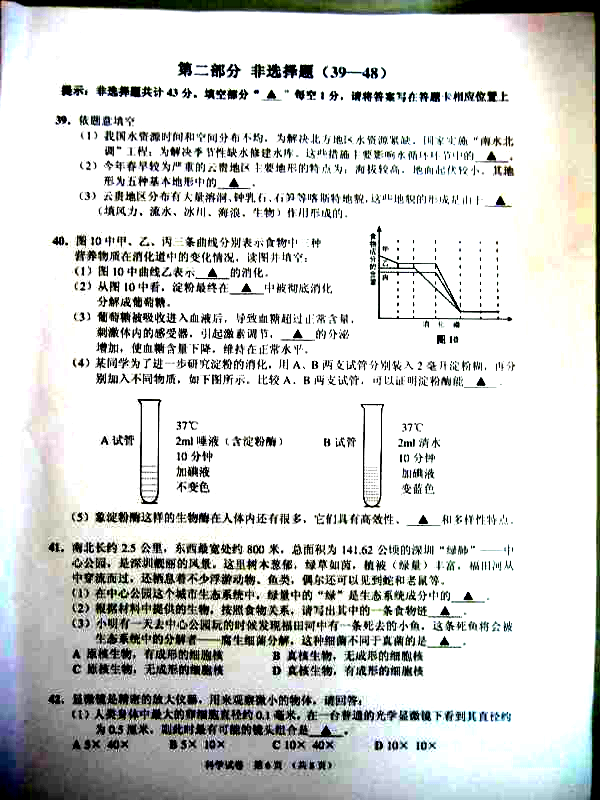 第二部分 非选择题（39—48）
提示：非选择题共计 43 分。填空部分“ ▲ ”每空 1 分，请将答案写在答题卡相应位置上
39．依题意填空
（1）我国水资源时间和空间分布不均，为解决北方地区水资源紧缺，国家实施“南水北
调”工程；为解决季节性缺水修建水库。这些措施主要影响水循环环节中的 ▲ 。
（2）今年春旱较为严重的云贵地区主要地形的特点为：海拔较高，地面起伏较小，其地
形为五种基本地形中的 ▲ 。
（3）云贵地区分布有大量溶洞、钟乳石、石笋等喀斯特地貌，这些地貌的形成是由于 ▲
（填风力、流水、冰川、海浪、生物）作用形成的。
40．图 10 中甲、乙、丙三条曲线分别表示食物中三种
营养物质在消化道中的变化情况，读图并填空：
（1）图 10 中曲线乙表示 ▲ 的消化。
（2）从图 10 中看，淀粉最终在 ▲ 中被彻底消化
分解成葡萄糖。
（3）葡萄糖被吸收进入血液后，导致血糖超过正常含量，
刺激体内的感受器，引起激素调节， ▲ 的分泌
增加，使血糖含量下降，维持在正常水平。
食物成分的含量
甲
乙
丙
消 化 道
图 10
（4）某同学为了进一步研究淀粉的消化，用 A、B 两支试管分别装入 2 毫升淀粉糊，再分
别加入不同物质，如下图所示。比较 A、B 两支试管，可以证明淀粉酶能 ▲ 。
A 试管
37℃
2ml 唾液（含淀粉酶）
10 分钟
加碘液
不变色
B 试管
37℃
2ml 清水
10 分钟
加碘液
变蓝色
（5）象淀粉酶这样的生物酶在人体内还有很多，它们具有高效性、 ▲ 和多样性特点。
41．南北长约 2.5 公里，东西最宽处约 800 米，总面积为 141.62 公顷的深圳“绿肺”——中
心公园，是深圳靓丽的风景。这里树木葱郁，绿草如茵，植被（绿量）丰富，福田河从
中穿流而过，还栖息着不少浮游动物、鱼类，偶尔还可以见到蛇和老鼠等。
（1）在中心公园这个城市生态系统中，绿量中的“绿”是生态系统成分中的 ▲ 。
（2）根据材料中提供的生物，按照食物关系，请写出其中的一条食物链 ▲ 。
（3）小明有一天去中心公园玩的时候发现福田河中有一条死去的小鱼，这条死鱼将会被
生态系统中的分解者——腐生细菌分解，这种细菌不同于真菌的是 ▲ 。
A 原核生物，有成形的细胞核 B 真核生物，无成形的细胞核
C 原核生物，无成形的细胞核 D 真核生物，有成形的细胞核
42．显微镜是精密的放大仪器，用来观察微小的物体，请回答：
（1）人类身体中最大的卵细胞直径约 0.1 毫米，在一台普通的光学显微镜下看到其直径约
为 0.5 厘米，则此时最有可能的镜头组合是 ▲ 。
A 5× 40× B 5× 10× C 10× 40× D 10× 10×
科学试卷 第 6 页 （共 8 页）